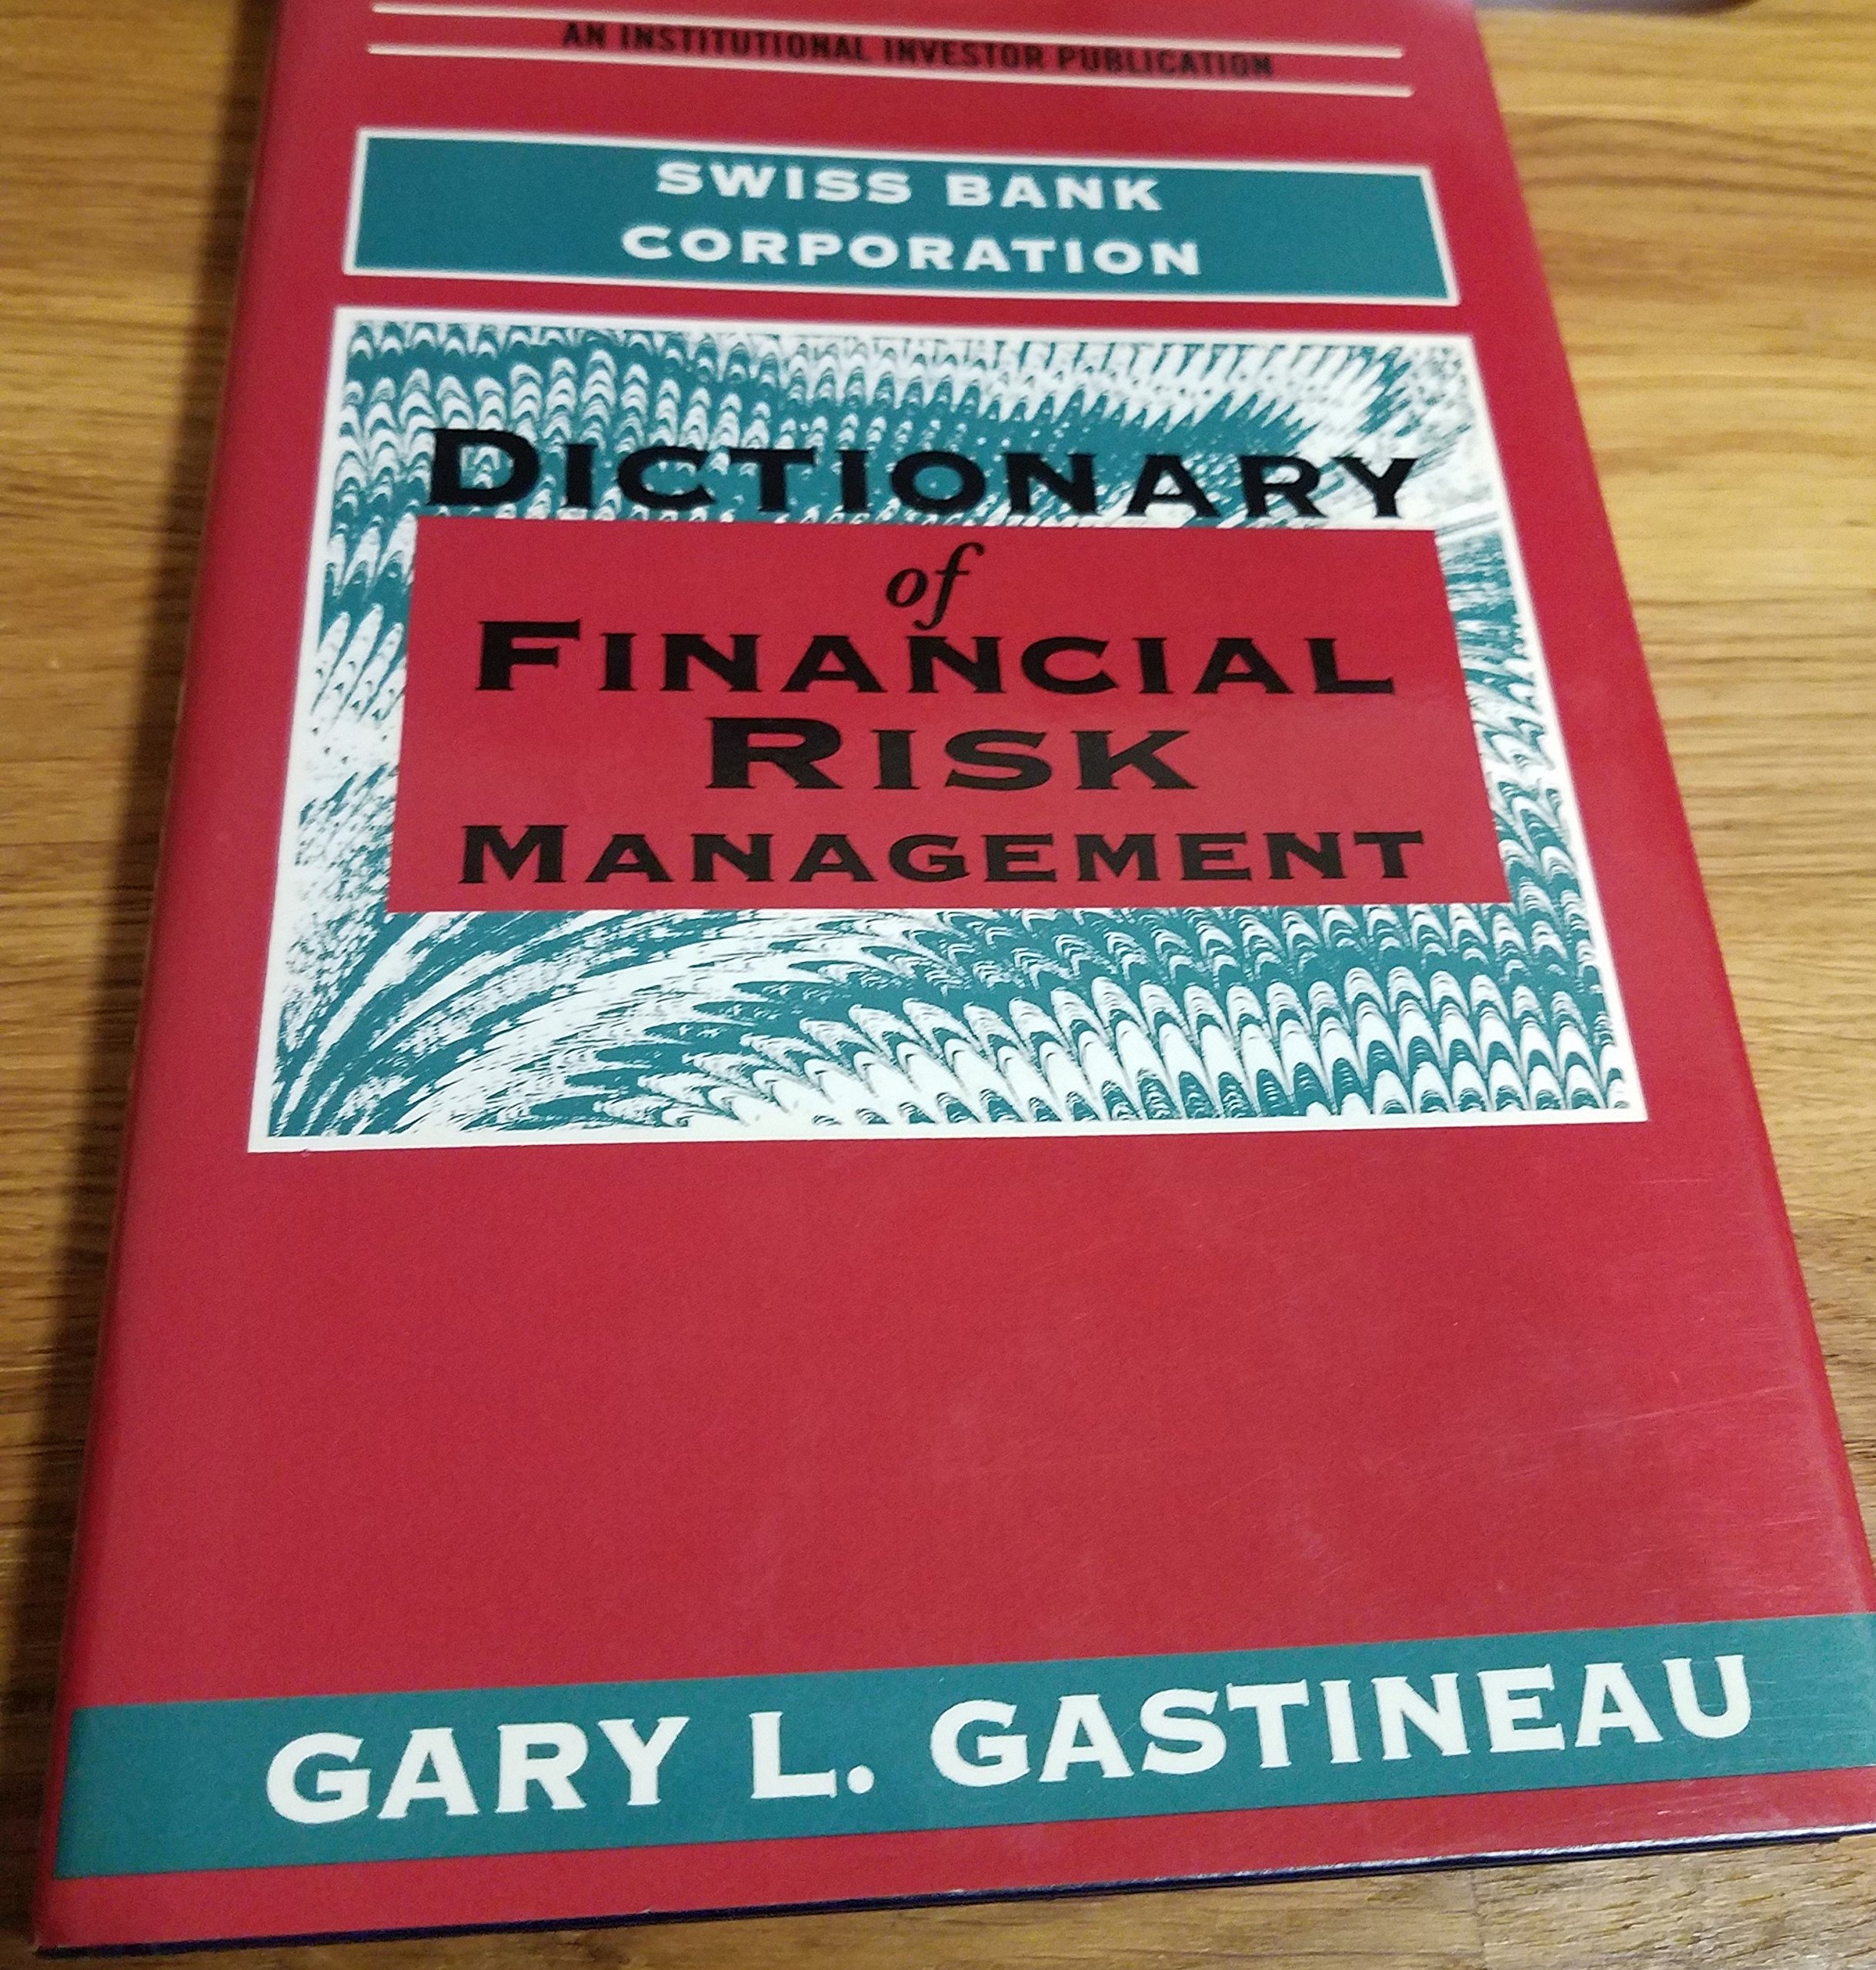 AN INSTITUTIONAL INVESTOR PUBLICATION
SWISS BANK
CORPORATION
DICTIONARY
of
FINANCIAL
RISK
MANAGEMENT
GARY L. GASTINEAU